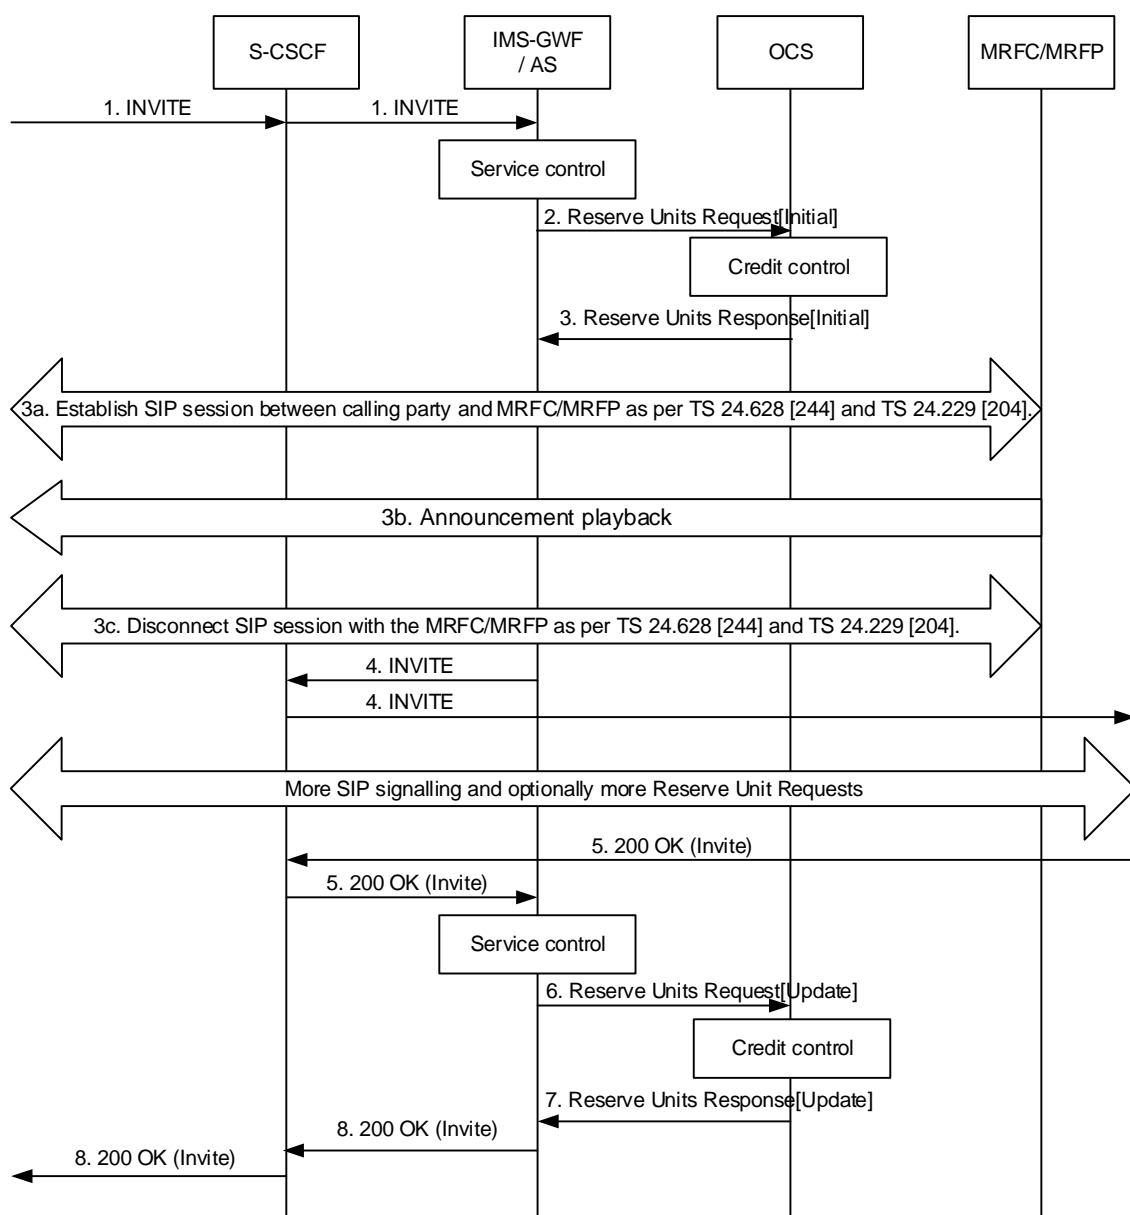 S-CSCF
IMS-GWF
/ AS
OCS
MRFC/MRFP
1. INVITE
1. INVITE
Service control
2. Reserve Units Request[Initial]
Credit control
3. Reserve Units Response[Initial]
3a. Establish SIP session between calling party and MRFC/MRFP as per TS 24.628 [244] and TS 24.229 [204].
3b. Announcement playback
3c. Disconnect SIP session with the MRFC/MRFP as per TS 24.628 [244] and TS 24.229 [204].
4. INVITE
4. INVITE
More SIP signalling and optionally more Reserve Unit Requests
5. 200 OK (Invite)
5. 200 OK (Invite)
Service control
6. Reserve Units Request[Update]
Credit control
7. Reserve Units Response[Update]
8. 200 OK (Invite)
8. 200 OK (Invite)